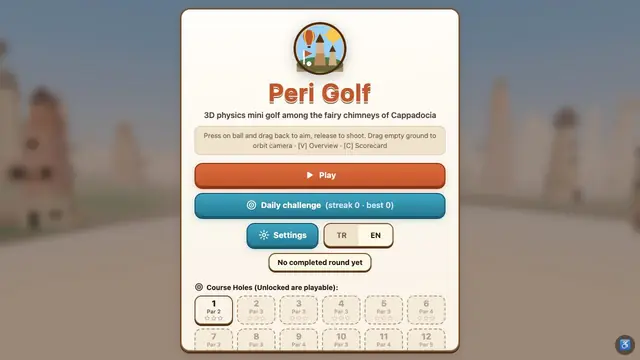 Peri Golf
3D physics mini golf among the fairy chimneys of Cappadocia
Press on ball and drag back to aim, release to shoot. Drag empty ground to
orbit camera · [V] Overview · [C] Scorecard
Play
Daily challenge (streak 0 · best 0)
Settings TR EN
No completed round yet
Course Holes (Unlocked are playable):
1 2 3 4 5 6
Par 2 Par 3 Par 3 Par 4 Par 3 Par 4
7 8 9 10 11 12
Par 3 Par 3 Par 3 Par 4 Par 4 Par 5